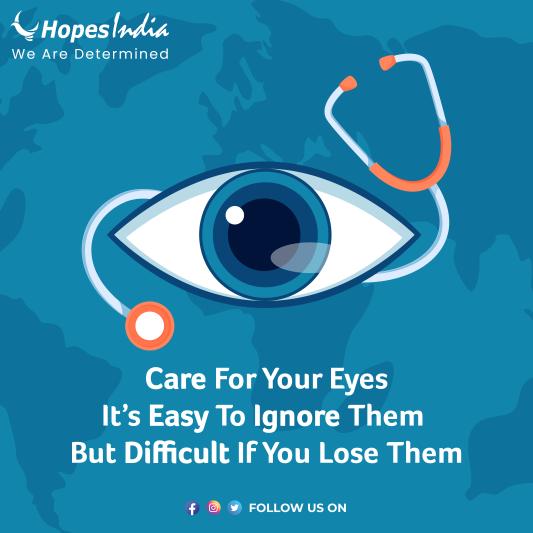 HopesIndia
We Are Determined
Care For Your Eyes
It's Easy To Ignore Them
But Difficult If You Lose Them
FOLLOW US ON